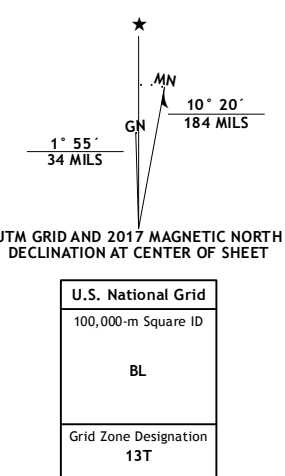 ★
MN
GN
10° 20´
184 MILS
1° 55´
34 MILS
UTM GRID AND 2017 MAGNETIC NORTH
DECLINATION AT CENTER OF SHEET
U.S. National Grid
100,000-m Square ID
BL
Grid Zone Designation
13T